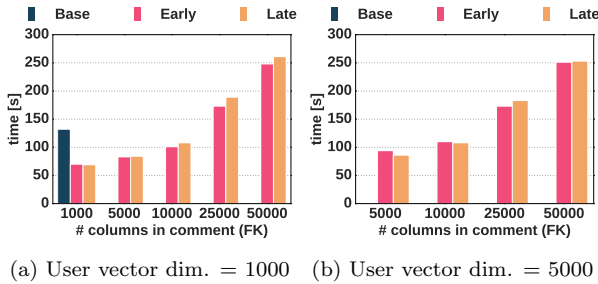 Base Early Late
300
250
200
150
100
50
0
time [s]
1000 5000 10000 25000 50000
# columns in comment (FK)
(a) User vector dim. = 1000
Base Early Late
300
250
200
150
100
50
0
time [s]
5000 10000 25000 50000
# columns in comment (FK)
(b) User vector dim. = 5000